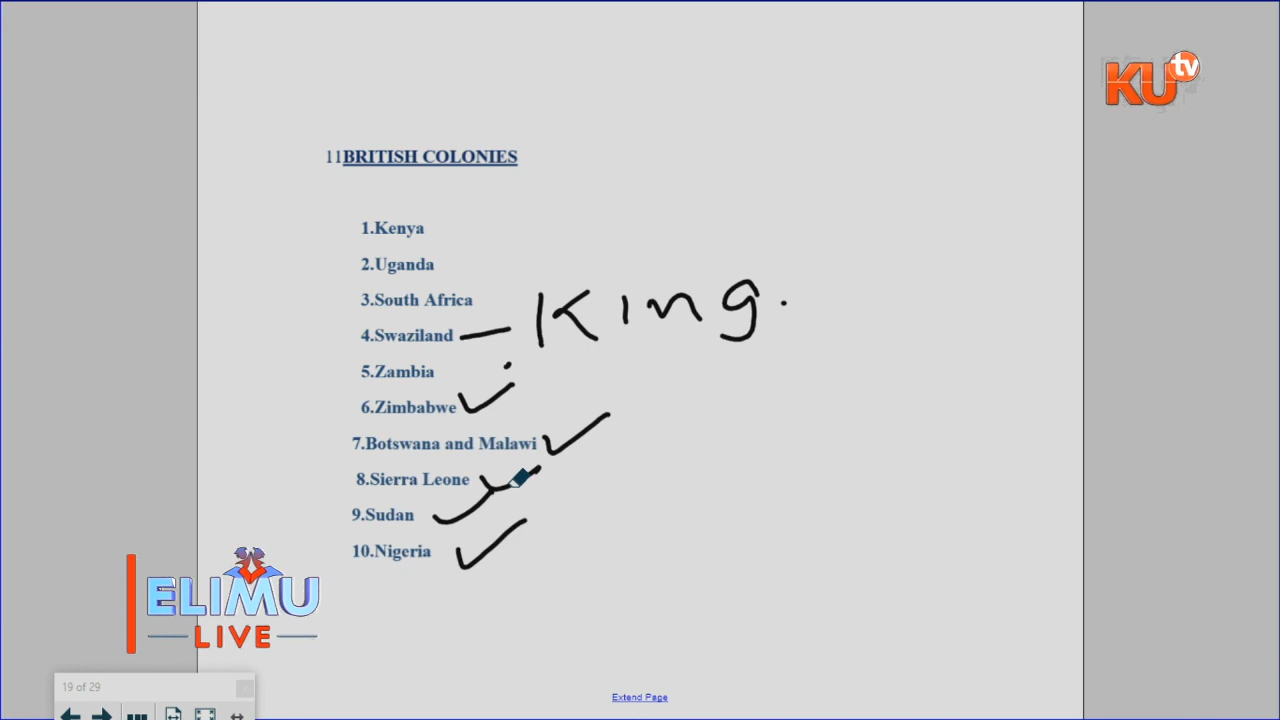 KU tv
11BRITISH COLONIES
1.Kenya
2.Uganda
3.South Africa
4.Swaziland — King.
5.Zambia
6.Zimbabwe
7.Botswana and Malawi
8.Sierra Leone
9.Sudan
10.Nigeria
ELIMU
LIVE
19 of 29
Extend Page